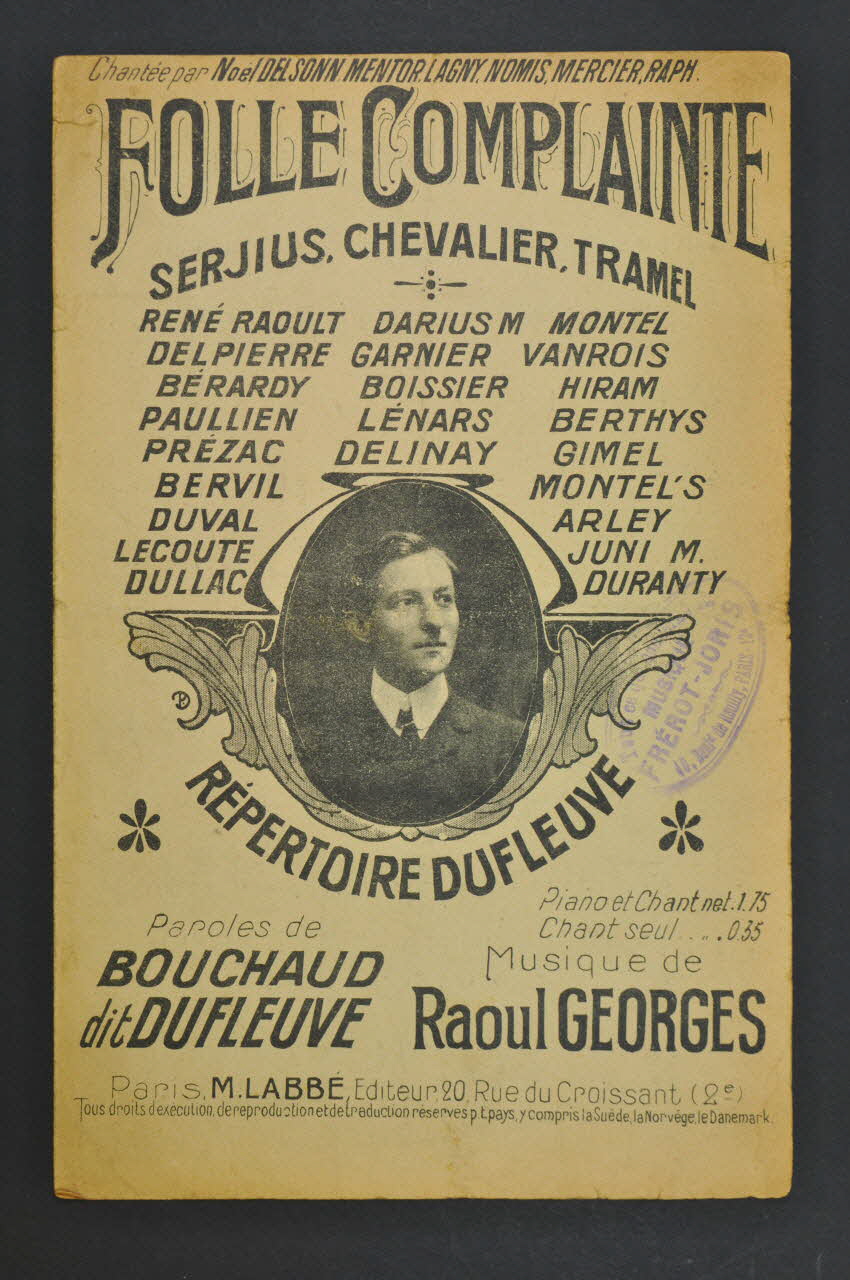 Chantée par Noël DELSONN, MENTOR, LAGNY, NOMIS, MERCIER, RAPH.
FOLLE COMPLAINTE
SERJIUS, CHEVALIER, TRAMEL
RENÉ RAOULT DARIUS M MONTEL
DELPIERRE GARNIER VANROIS
BÉRARDY BOISSIER HIRAM
PAULLIEN LÉNARS BERTHYS
PRÉZAC DELINAY GIMEL
BERVIL MONTEL'S
DUVAL ARLEY
LECOUTE JUNI M.
DULLAC DURANTY
MUSIQUE
FRÉROT-JORIS
PARIS
RÉPERTOIRE DUFLEUVE
Piano et Chant net. 1.75
Chant seul .... 0.35
Paroles de
BOUCHAUD
dit DUFLEUVE
Musique de
Raoul GEORGES
Paris, M. LABBÉ, Editeur 20, Rue du Croissant (2e)
Tous droits d'exécution, de reproduction et de traduction réservés p. t. pays, y compris la Suède, la Norvège, le Danemark.